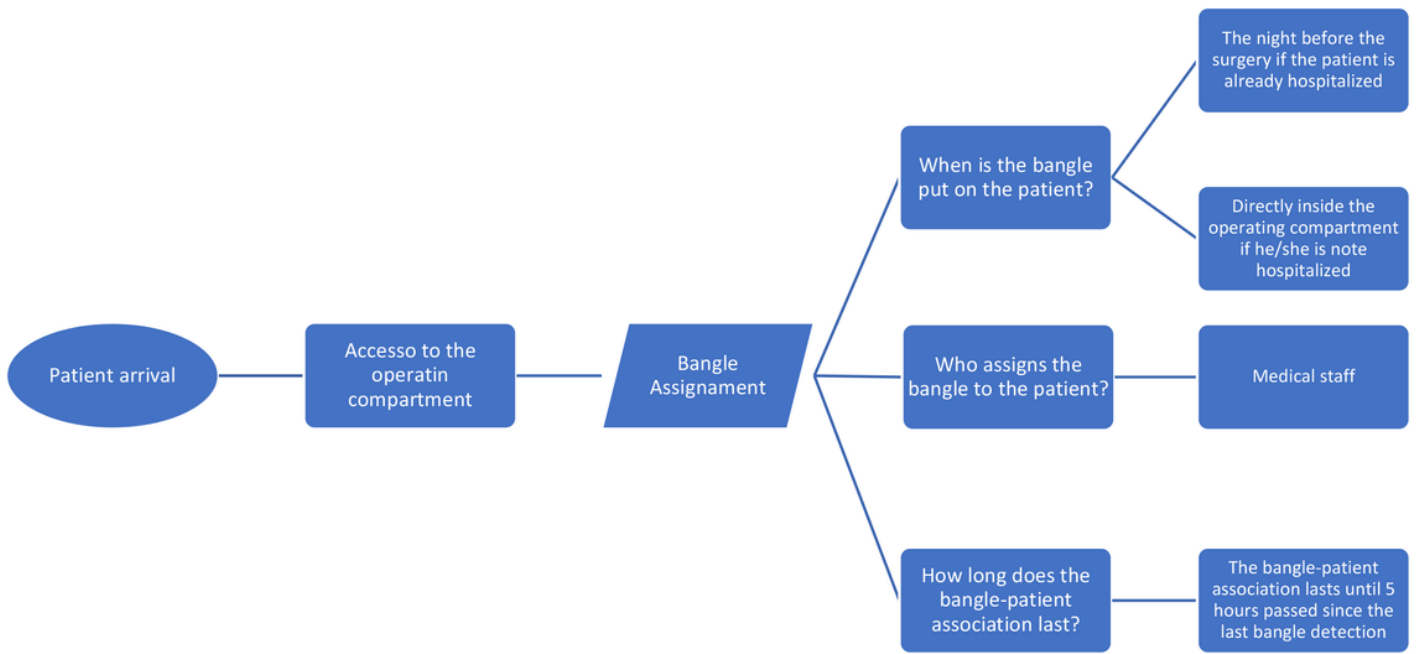 Patient arrival
Accesso to the
operatin
compartment
Bangle
Assignament
When is the bangle
put on the patient?
The night before the
surgery if the patient is
already hospitalized
Directly inside the
operating compartment
if he/she is note
hospitalized
Who assigns the
bangle to the patient?
Medical staff
How long does the
bangle-patient
association last?
The bangle-patient
association lasts until 5
hours passed since the
last bangle detection